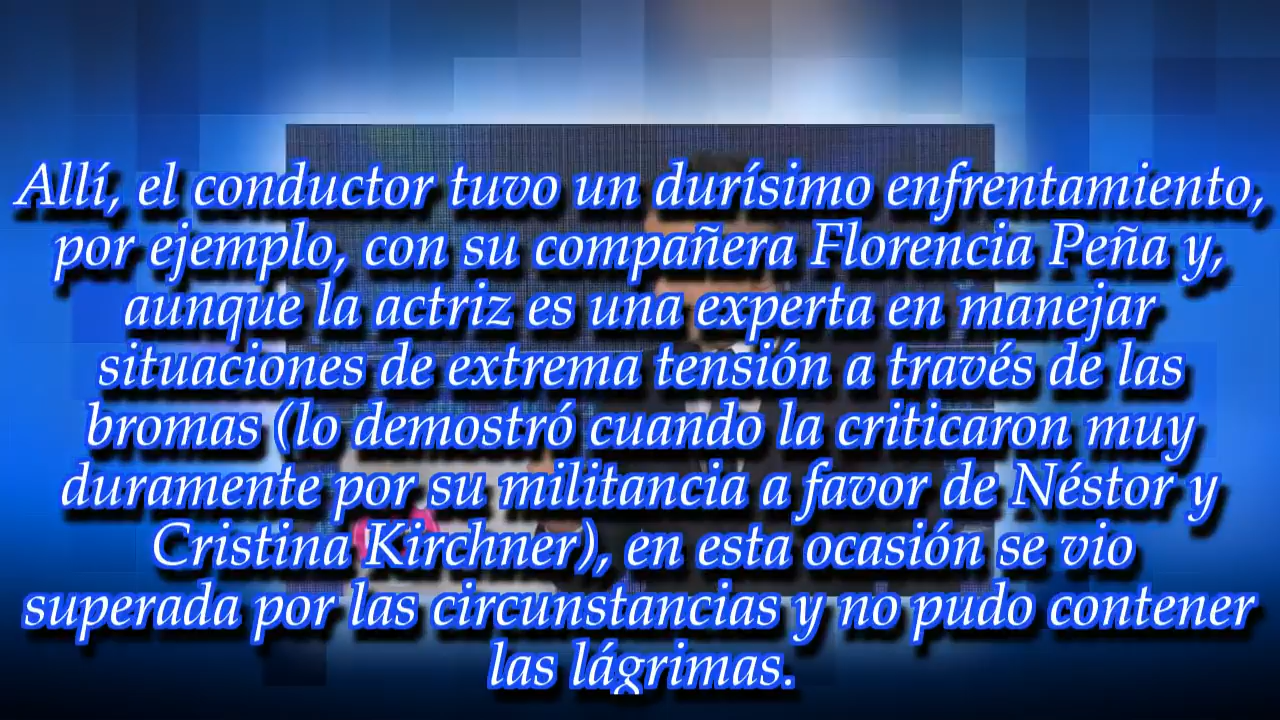 Allí, el conductor tuvo un durísimo enfrentamiento,
por ejemplo, con su compañera Florencia Peña y,
aunque la actriz es una experta en manejar
situaciones de extrema tensión a través de las
bromas (lo demostró cuando la criticaron muy
duramente por su militancia a favor de Néstor y
Cristina Kirchner), en esta ocasión se vio
superada por las circunstancias y no pudo contener
las lágrimas.